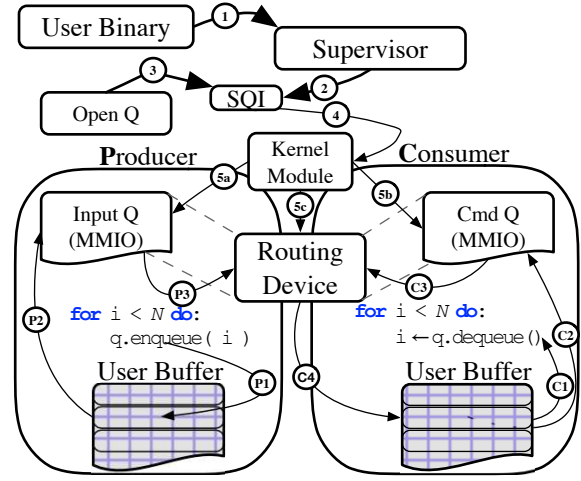 User Binary
1
Supervisor
3
2
SQI
Open Q
4
Producer
Kernel
Module
Consumer
5a
5c
5b
Input Q
(MMIO)
Cmd Q
(MMIO)
Routing
Device
P3
C3
P2
for i < N do:
q.enqueue( i )
for i < N do:
i ← q.dequeue()
C2
User Buffer
P1
C4
User Buffer
C1